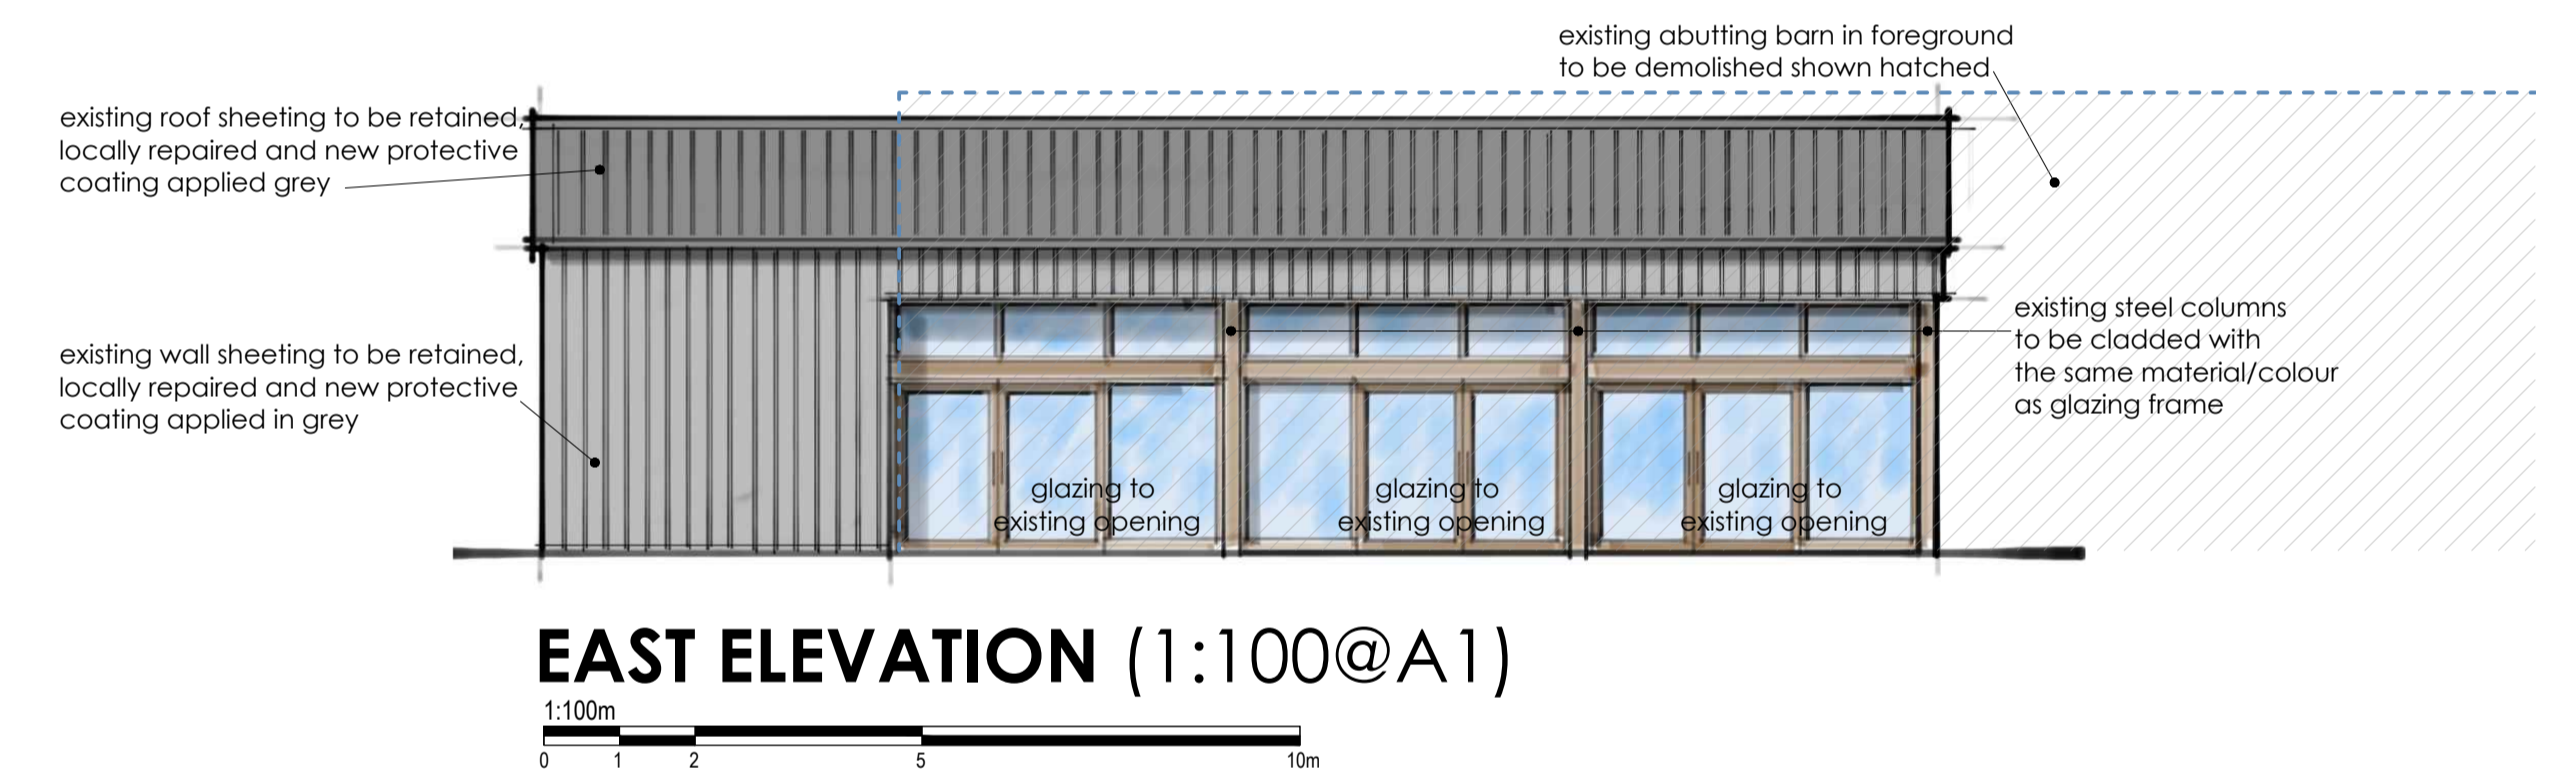 existing abutting barn in foreground
to be demolished shown hatched
existing roof sheeting to be retained,
locally repaired and new protective
coating applied grey
existing wall sheeting to be retained,
locally repaired and new protective
coating applied in grey
existing steel columns
to be cladded with
the same material/colour
as glazing frame
glazing to
existing opening
glazing to
existing opening
glazing to
existing opening
EAST ELEVATION (1:100@A1)
1:100m
0 1 2 5 10m